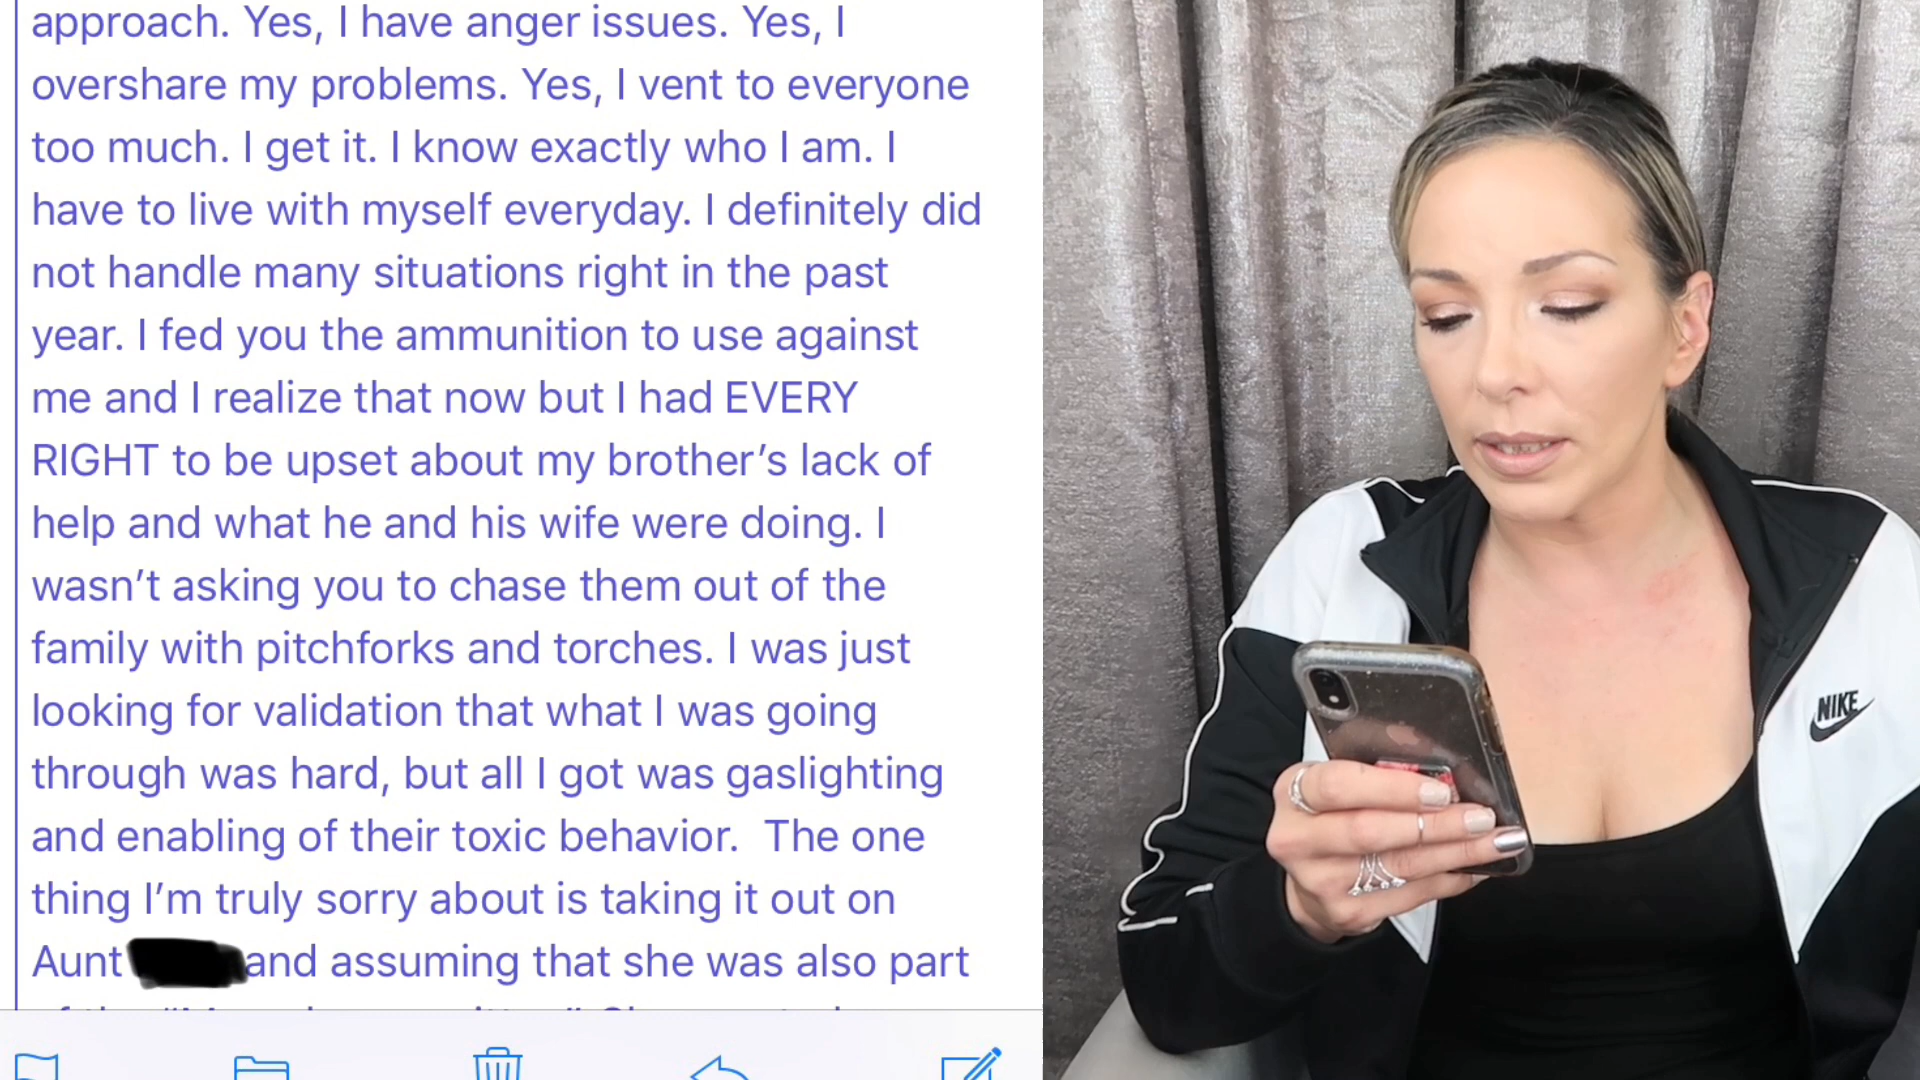 approach. Yes, I have anger issues. Yes, I
overshare my problems. Yes, I vent to everyone
too much. I get it. I know exactly who I am. I
have to live with myself everyday. I definitely did
not handle many situations right in the past
year. I fed you the ammunition to use against
me and I realize that now but I had EVERY
RIGHT to be upset about my brother’s lack of
help and what he and his wife were doing. I
wasn’t asking you to chase them out of the
family with pitchforks and torches. I was just
looking for validation that what I was going
through was hard, but all I got was gaslighting
and enabling of their toxic behavior.  The one
thing I’m truly sorry about is taking it out on
Aunt and assuming that she was also part
NIKE